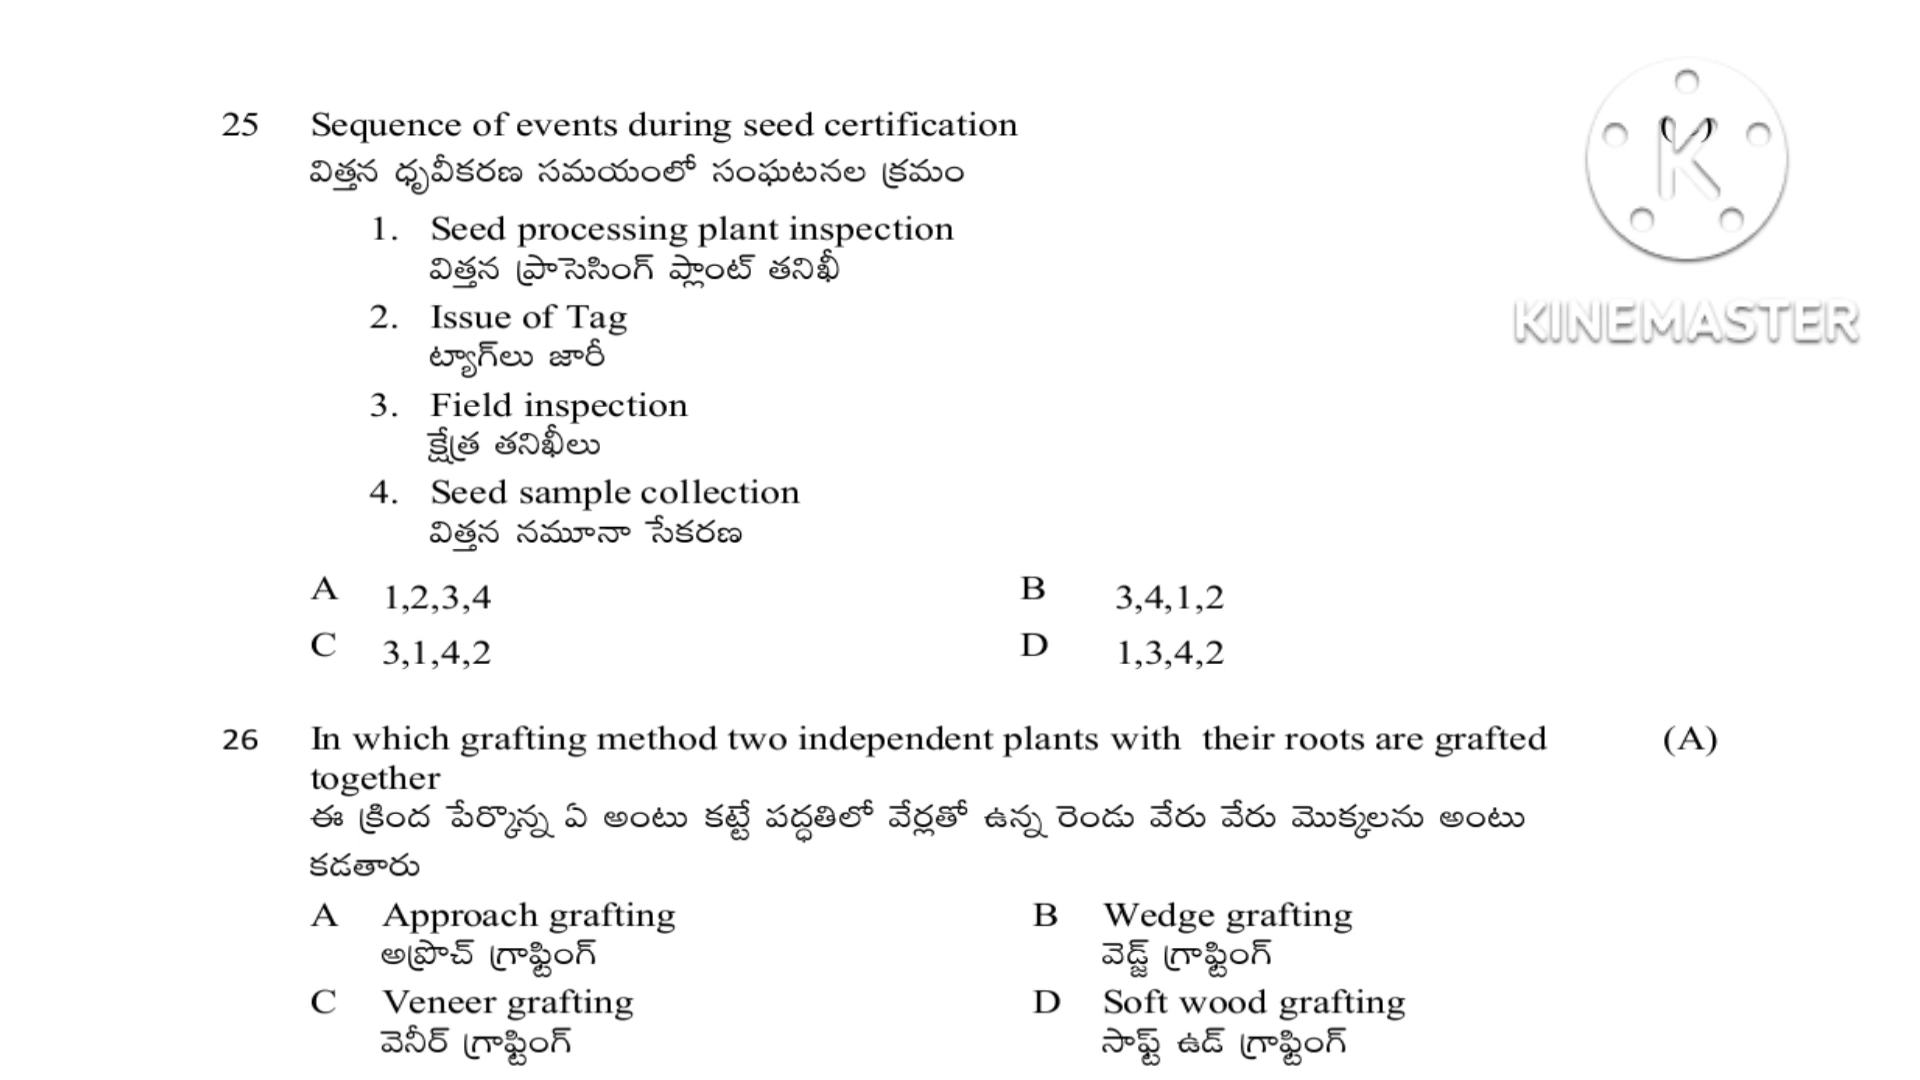 25 Sequence of events during seed certification
విత్తన ధృవీకరణ సమయంలో సంఘటనల క్రమం
1. Seed processing plant inspection
విత్తన ప్రాసెసింగ్ ప్లాంట్ తనిఖీ
2. Issue of Tag
ట్యాగ్‌లు జారీ
3. Field inspection
క్షేత్ర తనిఖీలు
4. Seed sample collection
విత్తన నమూనా సేకరణ
A 1,2,3,4 B 3,4,1,2
C 3,1,4,2 D 1,3,4,2
26 In which grafting method two independent plants with their roots are grafted (A)
together
ఈ క్రింద పేర్కొన్న ఏ అంటు కట్టే పద్ధతిలో వేర్లతో ఉన్న రెండు వేరు వేరు మొక్కలను అంటు
కడతారు
A Approach grafting B Wedge grafting
అప్రొచ్ గ్రాఫ్టింగ్ వెడ్జ్ గ్రాఫ్టింగ్
C Veneer grafting D Soft wood grafting
వెనీర్ గ్రాఫ్టింగ్ సాఫ్ట్ ఉడ్ గ్రాఫ్టింగ్
K
KINEMASTER